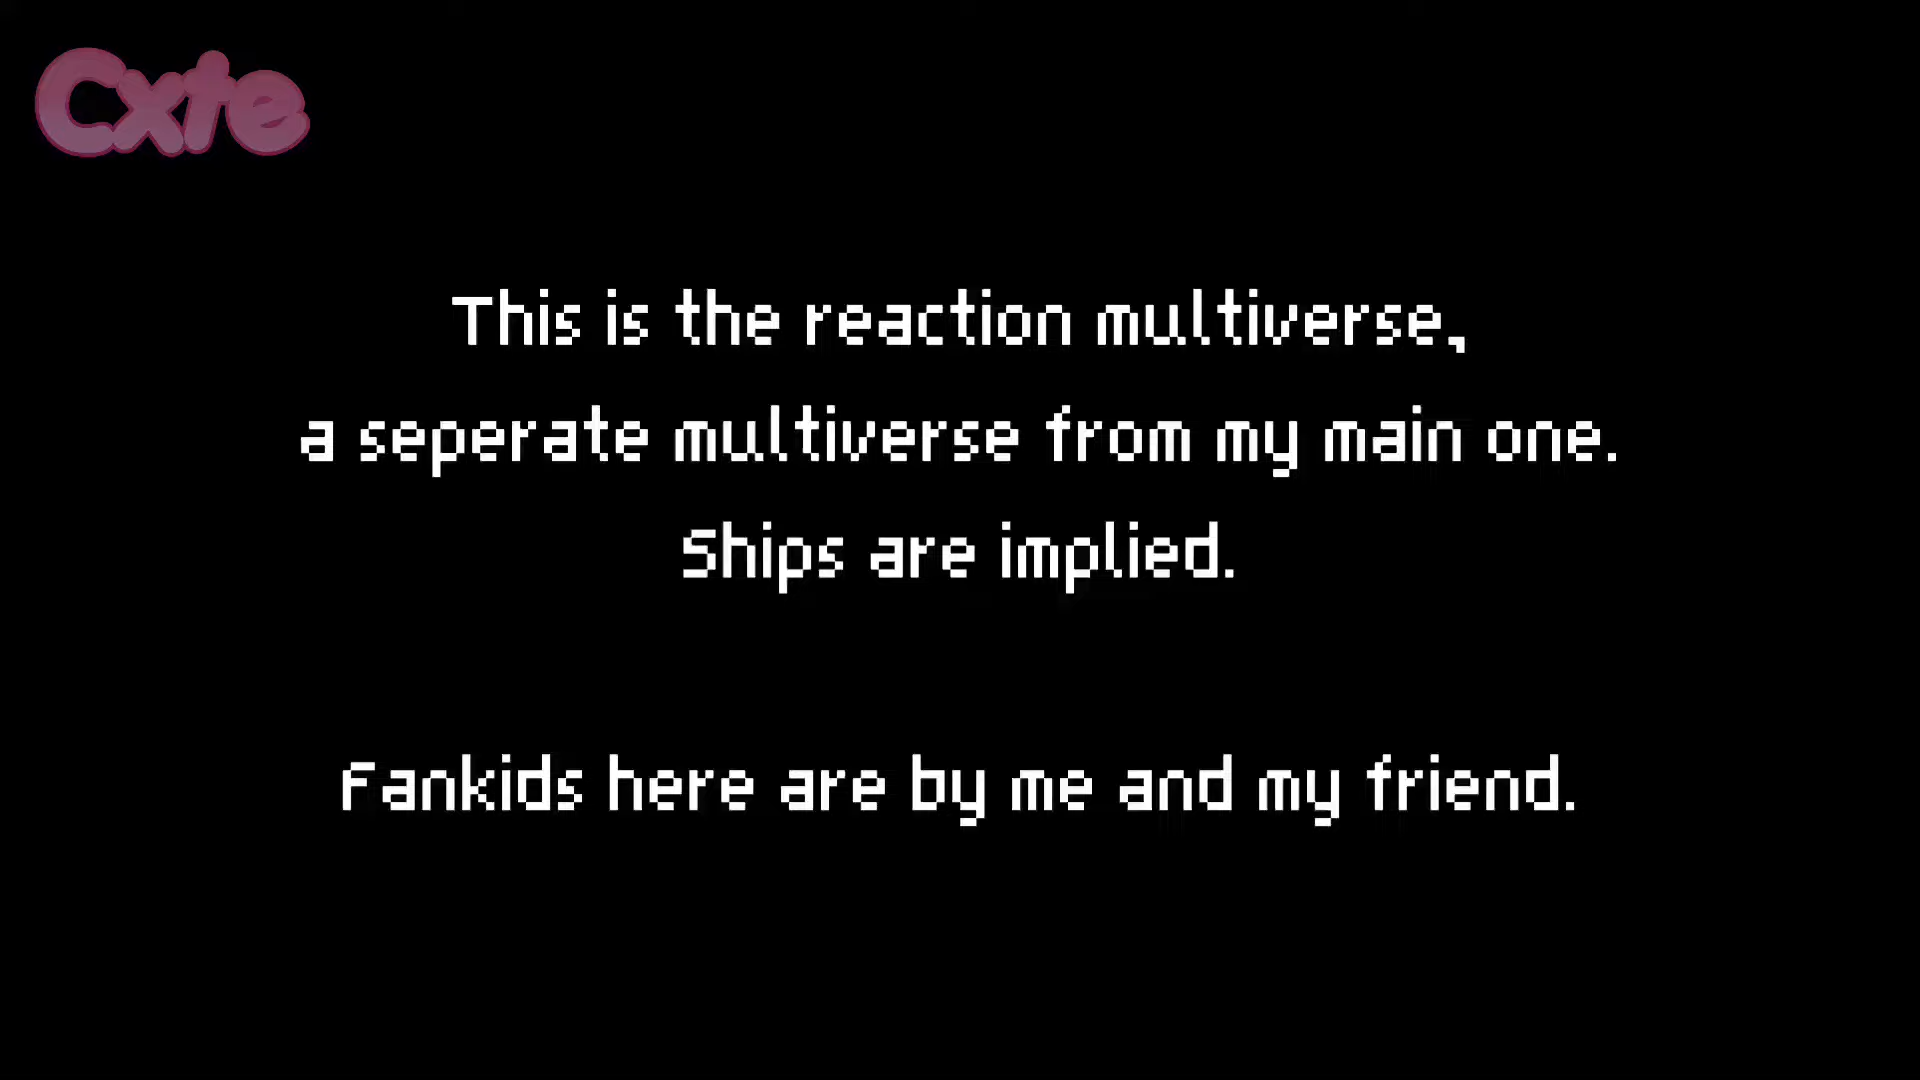 Cxte
This is the reaction multiverse,
a seperate multiverse from my main one.
Ships are implied.
Fankids here are by me and my friend.